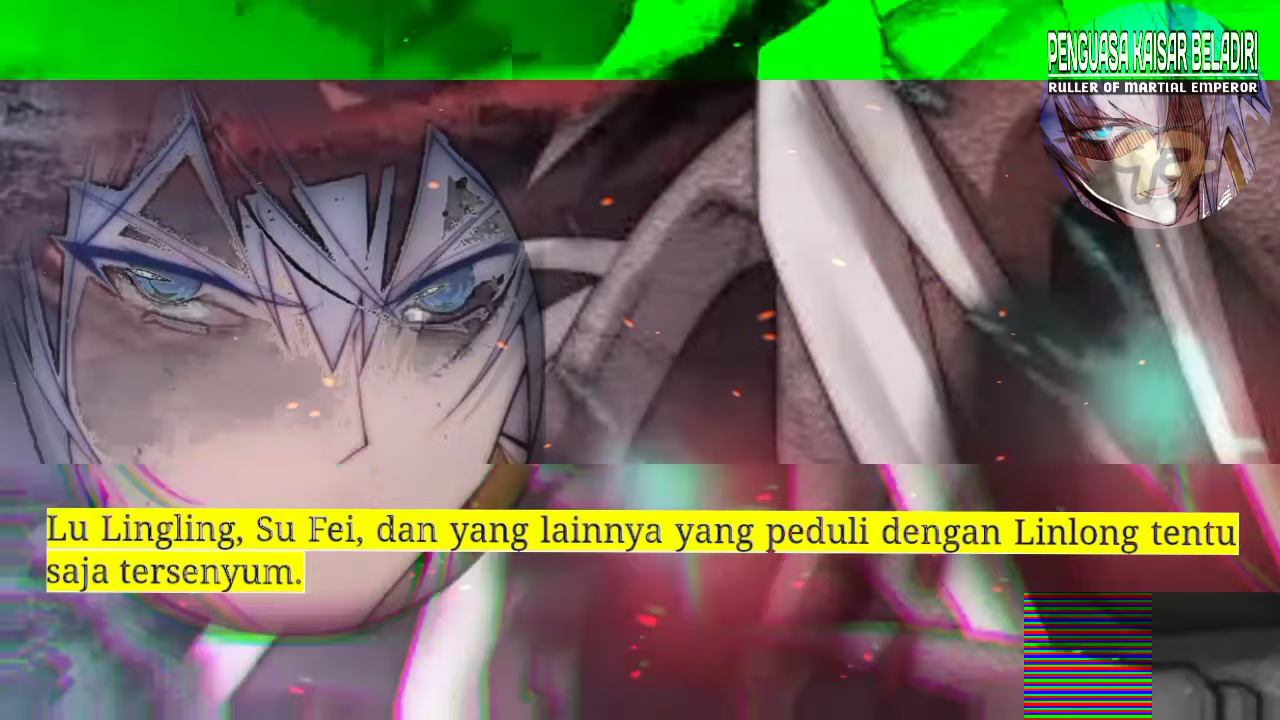 PENGUASA KAISAR BELADIRI
RULLER OF MARTIAL EMPEROR
Lu Lingling, Su Fei, dan yang lainnya yang peduli dengan Linlong tentu
saja tersenyum.